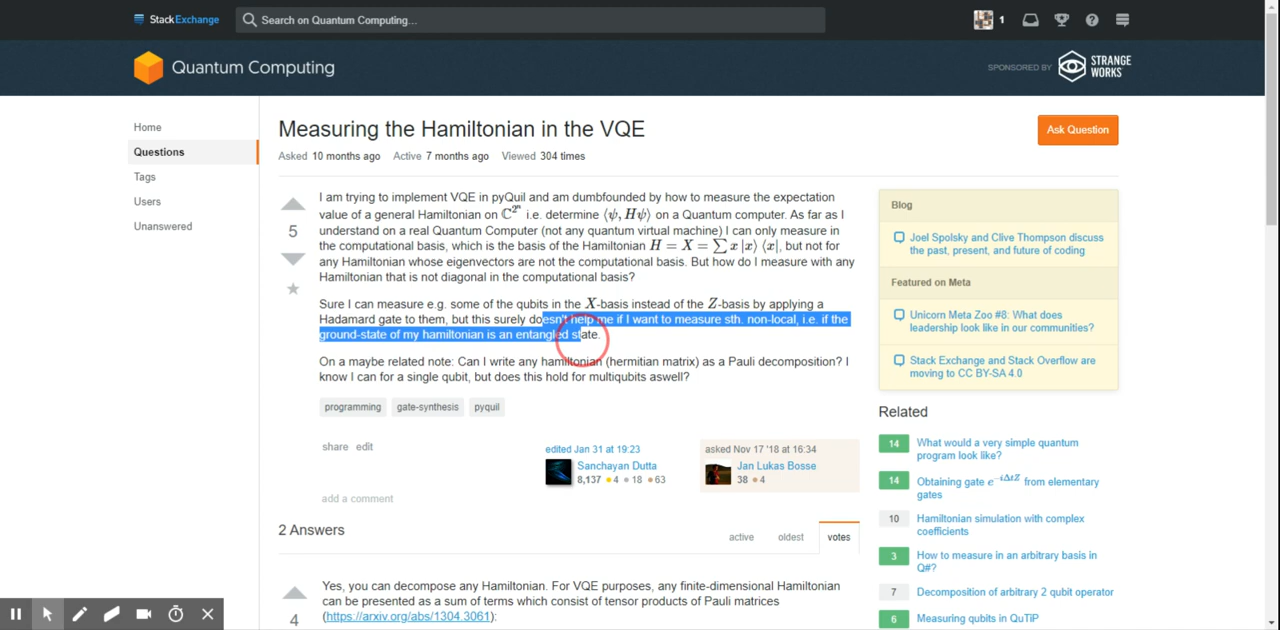 StackExchange
Search on Quantum Computing...
1
?
Quantum Computing
SPONSORED BY
STRANGE
WORKS
Home
Questions
Tags
Users
Unanswered
Measuring the Hamiltonian in the VQE
Ask Question
Asked 10 months ago Active 7 months ago Viewed 304 times
5
I am trying to implement VQE in pyQuil and am dumbfounded by how to measure the expectation
value of a general Hamiltonian on ℂ^{2^n} i.e. determine ⟨ψ, Hψ⟩ on a Quantum computer. As far as I
understand on a real Quantum Computer (not any quantum virtual machine) I can only measure in
the computational basis, which is the basis of the Hamiltonian H = X = ∑ x |x⟩ ⟨x|, but not for
any Hamiltonian whose eigenvectors are not the computational basis. But how do I measure with any
Hamiltonian that is not diagonal in the computational basis?
Sure I can measure e.g. some of the qubits in the X-basis instead of the Z-basis by applying a
Hadamard gate to them, but this surely doesn't help me if I want to measure sth. non-local, i.e. if the
ground-state of my hamiltonian is an entangled state.
On a maybe related note: Can I write any hamiltonian (hermitian matrix) as a Pauli decomposition? I
know I can for a single qubit, but does this hold for multiqubits aswell?
programming gate-synthesis pyquil
share edit
edited Jan 31 at 19:23
Sanchayan Dutta
8,137 4 18 63
asked Nov 17 '18 at 16:34
Jan Lukas Bosse
38 4
add a comment
2 Answers
active oldest votes
4
Yes, you can decompose any Hamiltonian. For VQE purposes, any finite-dimensional Hamiltonian
can be presented as a sum of terms which consist of tensor products of Pauli matrices
(https://arxiv.org/abs/1304.3061):
Blog
Joel Spolsky and Clive Thompson discuss
the past, present, and future of coding
Featured on Meta
Unicorn Meta Zoo #8: What does
leadership look like in our communities?
Stack Exchange and Stack Overflow are
moving to CC BY-SA 4.0
Related
14 What would a very simple quantum
program look like?
14 Obtaining gate e^{-iΔtZ} from elementary
gates
10 Hamiltonian simulation with complex
coefficients
3 How to measure in an arbitrary basis in
Q#?
7 Decomposition of arbitrary 2 qubit operator
6 Measuring qubits in QuTiP